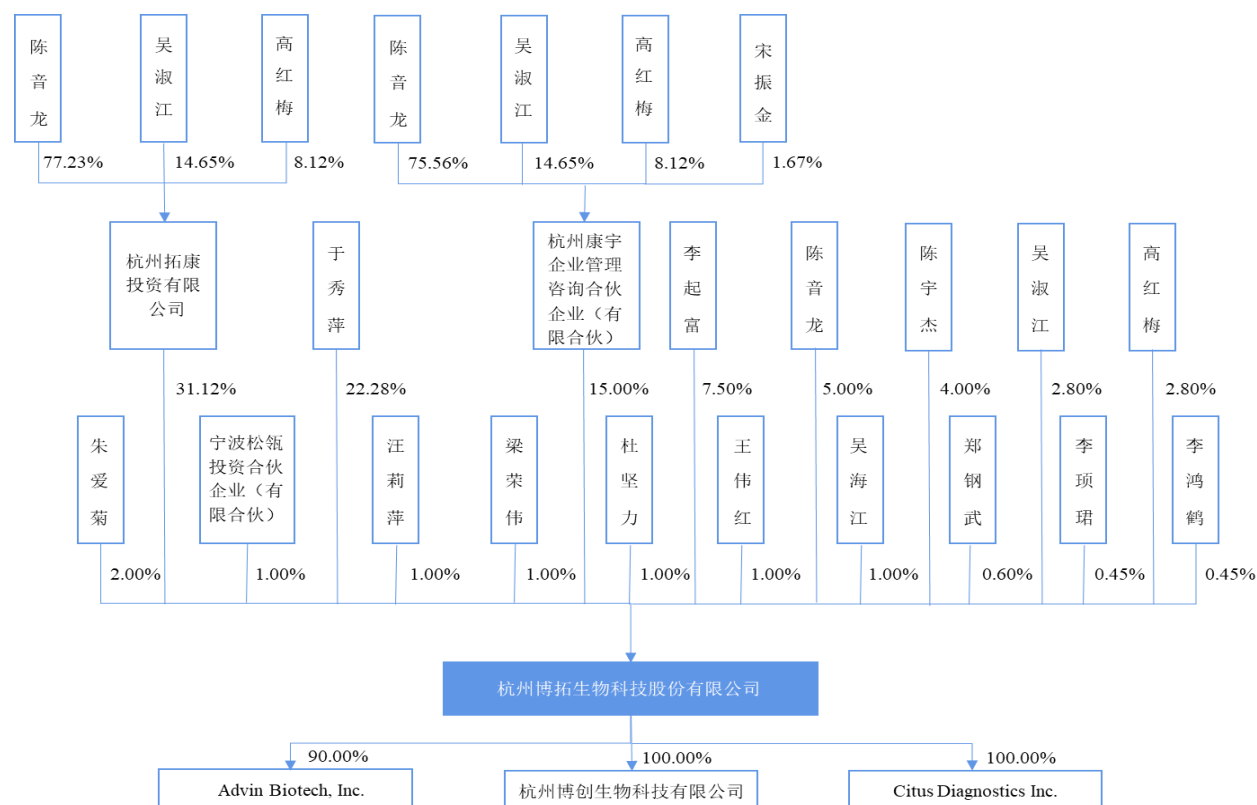 陈音龙
吴淑江
高红梅
陈音龙
吴淑江
高红梅
宋振金
77.23%
14.65%
8.12%
75.56%
14.65%
8.12%
1.67%
杭州拓康
投资有限
公司
于秀萍
杭州康宇
企业管理
咨询合伙
企业（有
限合伙）
李起富
陈音龙
陈宇杰
吴淑江
高红梅
31.12%
22.28%
15.00%
7.50%
5.00%
4.00%
2.80%
2.80%
朱爱菊
宁波松瓴
投资合伙
企业（有
限合伙）
汪莉萍
梁荣伟
杜坚力
王伟红
吴海江
郑钢武
李顼珺
李鸿鹤
2.00%
1.00%
1.00%
1.00%
1.00%
1.00%
1.00%
0.60%
0.45%
0.45%
杭州博拓生物科技股份有限公司
90.00%
100.00%
100.00%
Advin Biotech, Inc.
杭州博创生物科技有限公司
Citus Diagnostics Inc.